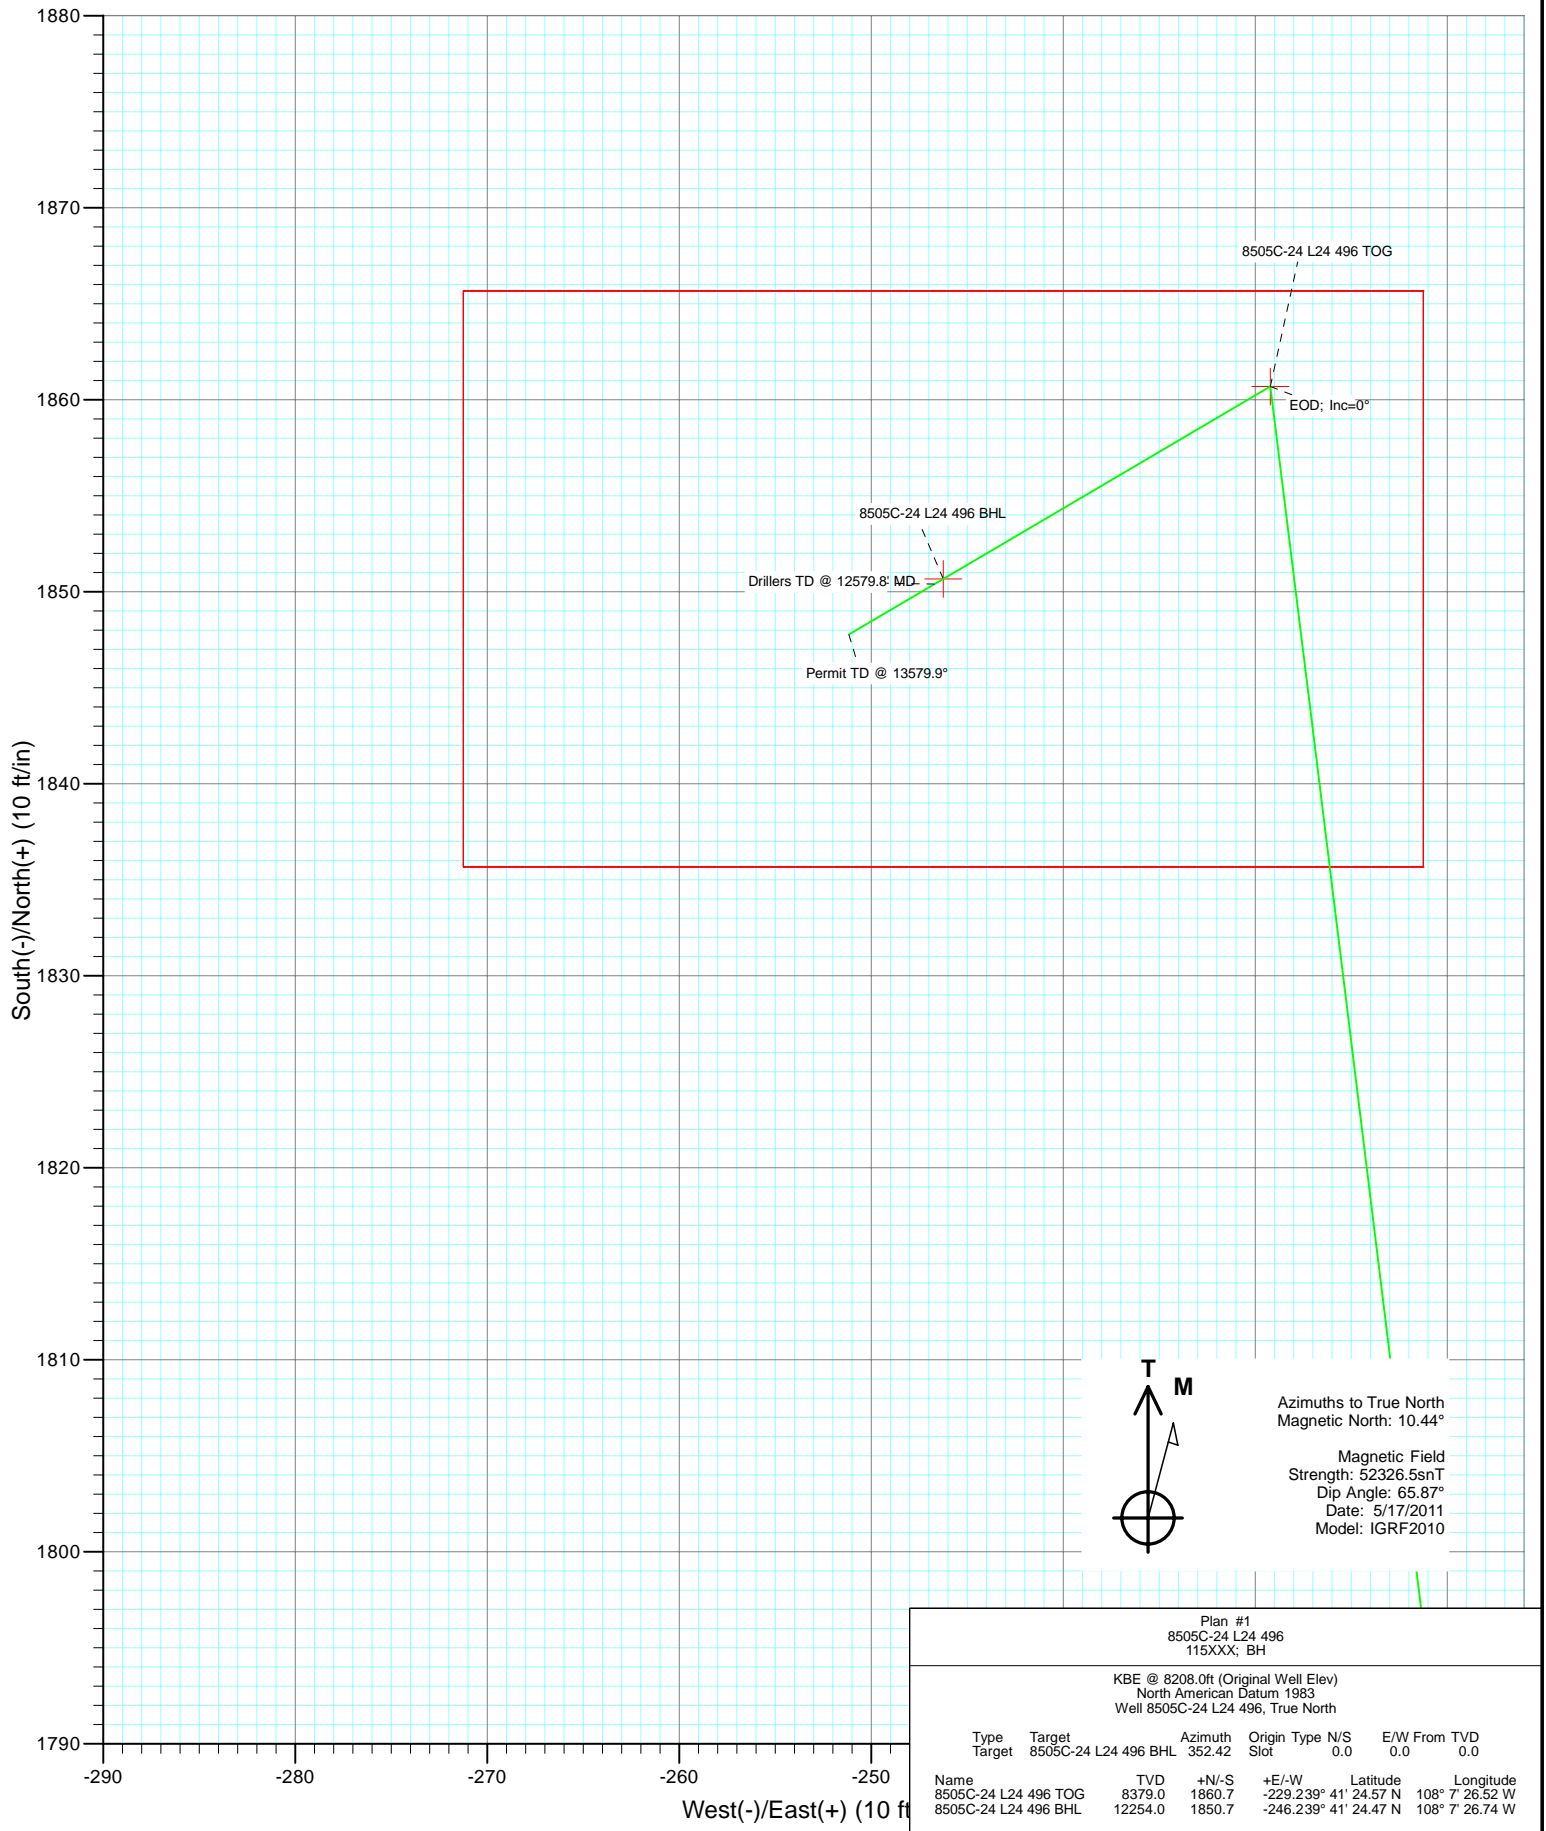 1880
1870
1860
1850
1840
1830
1820
1810
1800
1790
South(-)/North(+) (10 ft/in)
-290
-280
-270
-260
-250
West(-)/East(+) (10 ft
8505C-24 L24 496 TOG
EOD; Inc=0°
8505C-24 L24 496 BHL
Drillers TD @ 12579.8' MD
Permit TD @ 13579.9°
T
M
Azimuths to True North
Magnetic North: 10.44°
Magnetic Field
Strength: 52326.5snT
Dip Angle: 65.87°
Date: 5/17/2011
Model: IGRF2010
Plan #1
8505C-24 L24 496
115XXX; BH
KBE @ 8208.0ft (Original Well Elev)
North American Datum 1983
Well 8505C-24 L24 496, True North
Type Target Azimuth Origin Type N/S E/W From TVD
Target 8505C-24 L24 496 BHL 352.42 Slot 0.0 0.0 0.0
Name TVD +N/-S +E/-W Latitude Longitude
8505C-24 L24 496 TOG 8379.0 1860.7 -229.239° 41' 24.57 N 108° 7' 26.52 W
8505C-24 L24 496 BHL 12254.0 1850.7 -246.239° 41' 24.47 N 108° 7' 26.74 W